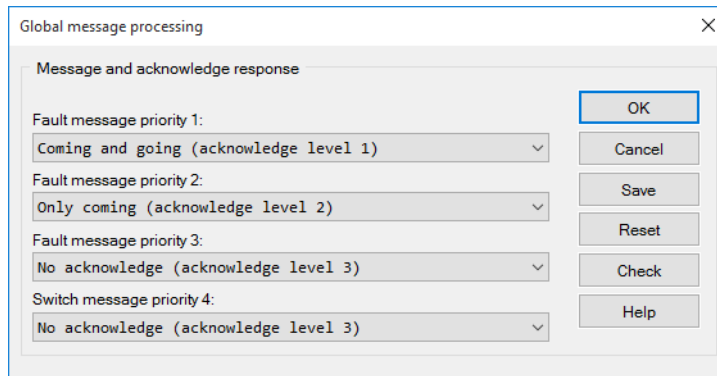 Global message processing
Message and acknowledge response
Fault message priority 1:
Coming and going (acknowledge level 1)
Fault message priority 2:
Only coming (acknowledge level 2)
Fault message priority 3:
No acknowledge (acknowledge level 3)
Switch message priority 4:
No acknowledge (acknowledge level 3)
OK
Cancel
Save
Reset
Check
Help